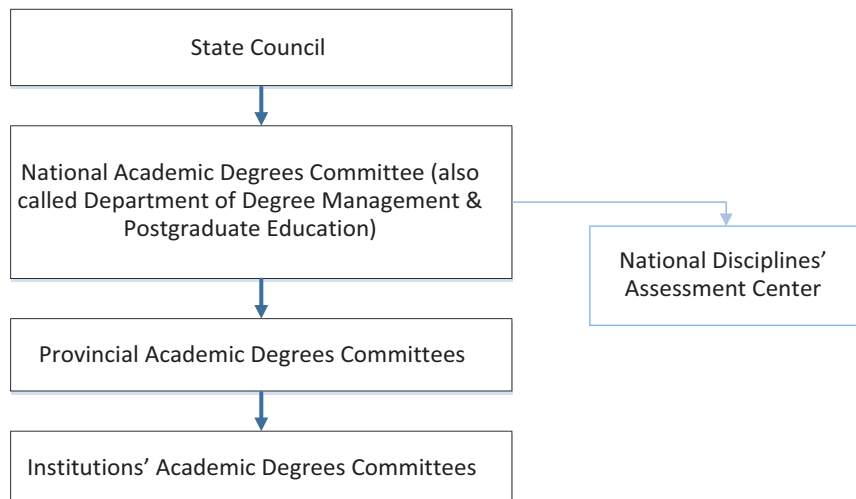 State Council
National Academic Degrees Committee (also
called Department of Degree Management &
Postgraduate Education)
National Disciplines’
Assessment Center
Provincial Academic Degrees Committees
Institutions’ Academic Degrees Committees